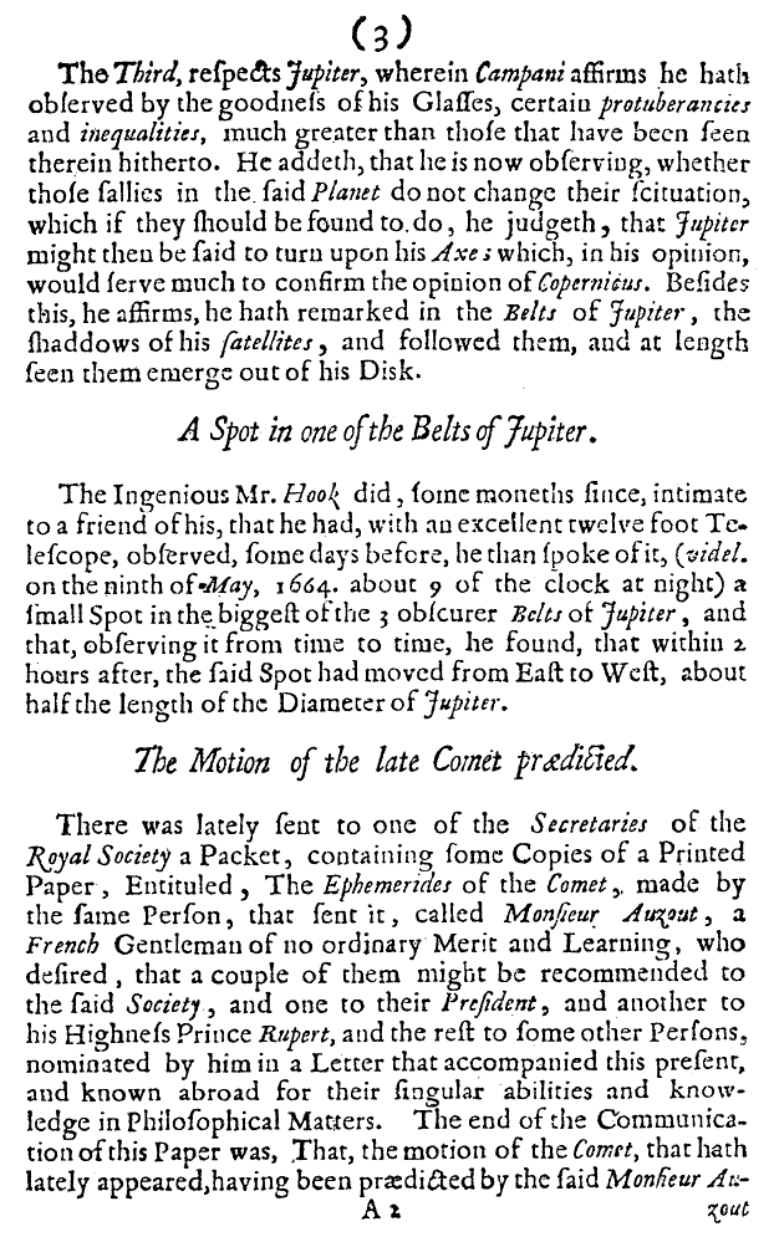 (3)
The Third, reſpects Jupiter, wherein Campani affirms he hath
obſerved by the goodneſs of his Glaſſes, certain protuberancies
and inequalities, much greater than thoſe that have been ſeen
therein hitherto. He addeth, that he is now obſerving, whether
thoſe ſallies in the ſaid Planet do not change their ſcituation,
which if they ſhould be found to do, he judgeth, that Jupiter
might then be ſaid to turn upon his Axe; which, in his opinion,
would ſerve much to confirm the opinion of Copernicus. Beſides
this, he affirms, he hath remarked in the Belts of Jupiter, the
ſhaddows of his ſatellites, and followed them, and at length
ſeen them emerge out of his Disk.
A Spot in one of the Belts of Jupiter.
The Ingenious Mr. Hook did, ſome moneths ſince, intimate
to a friend of his, that he had, with an excellent twelve foot Te-
leſcope, obſerved, ſome days before, he than ſpoke of it, (videl.
on the ninth of May, 1664. about 9 of the clock at night) a
ſmall Spot in the biggeſt of the 3 obſcurer Belts of Jupiter, and
that, obſerving it from time to time, he found, that within 2
hours after, the ſaid Spot had moved from Eaſt to Weſt, about
half the length of the Diameter of Jupiter.
The Motion of the late Comet prædicted.
There was lately ſent to one of the Secretaries of the
Royal Society a Packet, containing ſome Copies of a Printed
Paper, Entituled, The Ephemerides of the Comet, made by
the ſame Perſon, that ſent it, called Monſieur Auzout, a
French Gentleman of no ordinary Merit and Learning, who
deſired, that a couple of them might be recommended to
the ſaid Society, and one to their Preſident, and another to
his Highneſs Prince Rupert, and the reſt to ſome other Perſons,
nominated by him in a Letter that accompanied this preſent,
and known abroad for their ſingular abilities and know-
ledge in Philoſophical Matters. The end of the Communica-
tion of this Paper was, That, the motion of the Comet, that hath
lately appeared, having been prædicted by the ſaid Monſieur Au-
A 2 zout